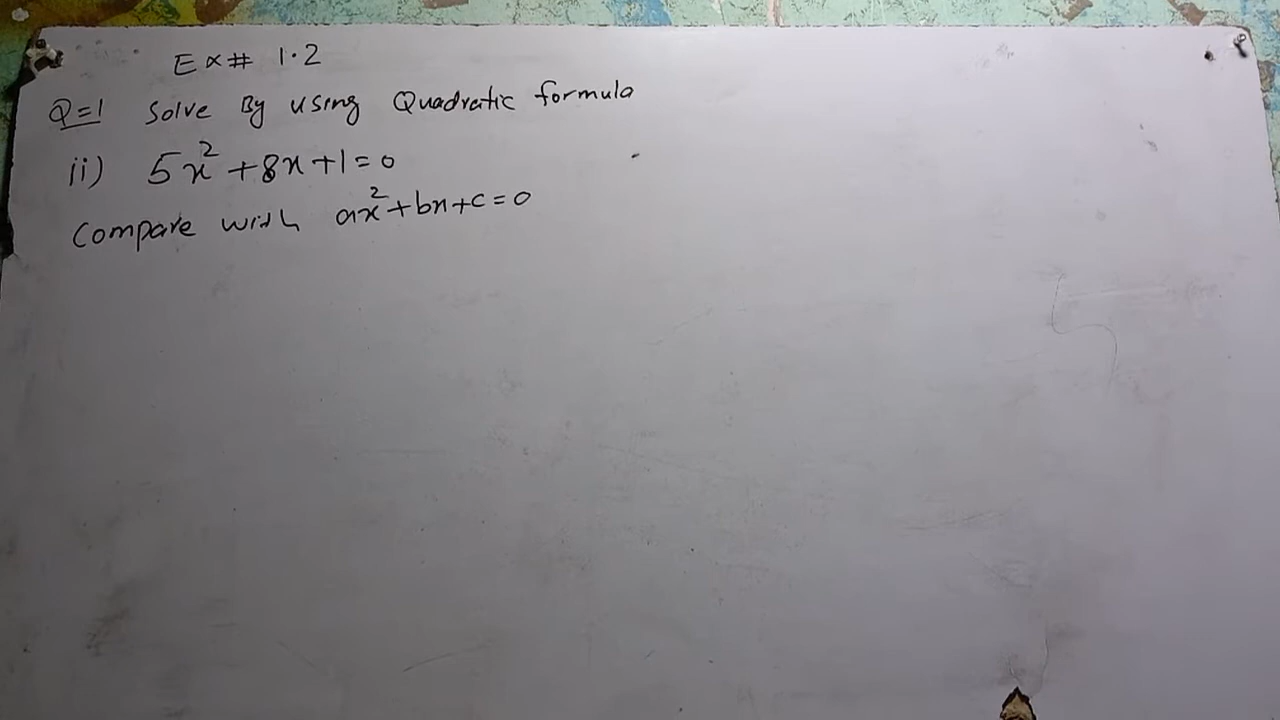 Ex# 1.2
Q=1 Solve By using Quadratic formula
ii) 5x²+8x+1=0
Compare with ax²+bx+c=0